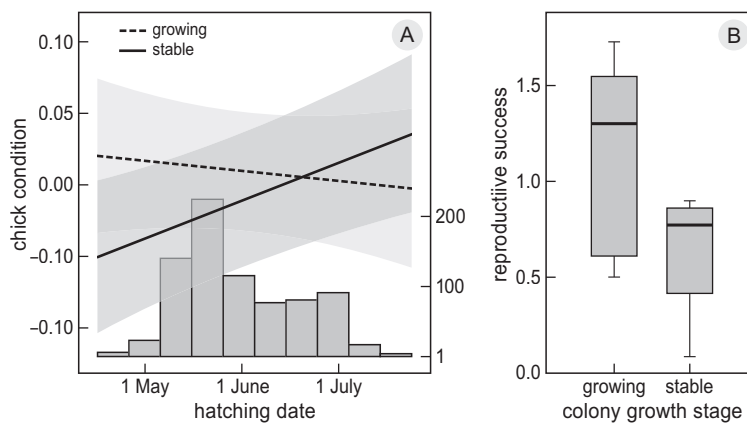 growing
stable
A
0.10
0.05
0.00
–0.10
–0.10
chick condition
200
100
1
1 May
1 June
1 July
hatching date
B
1.5
1.0
0.5
0.0
reproductiive success
growing
stable
colony growth stage